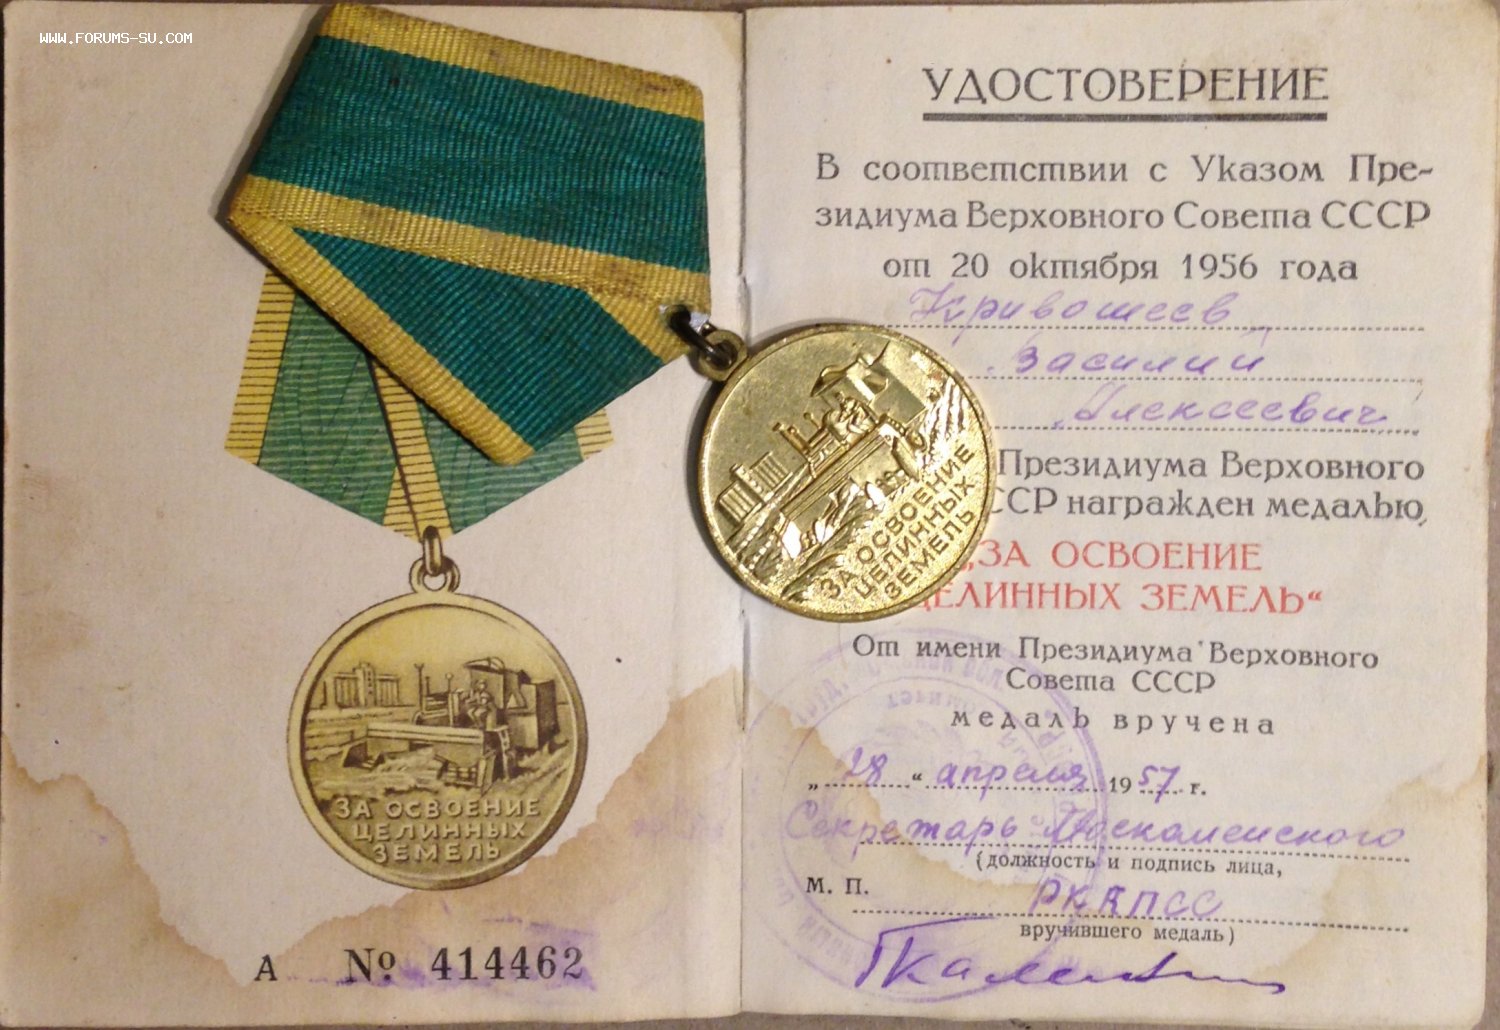 WWW.FORUMS-SU.COM
ЗА ОСВОЕНИЕ
ЦЕЛИННЫХ
ЗЕМЕЛЬ
А № 414462
ЗА ОСВОЕНИЕ
ЦЕЛИННЫХ
ЗЕМЕЛЬ
УДОСТОВЕРЕНИЕ
В соответствии с Указом Пре-
зидиума Верховного Совета СССР
от 20 октября 1956 года
Кривошеев
Василий
Алексеевич
Президиума Верховного
ССР награжден медалью
„ЗА ОСВОЕНИЕ
ЦЕЛИННЫХ ЗЕМЕЛЬ“
От имени Президиума Верховного
Совета СССР
медаль вручена
„28“ апреля 1957 г.
Секретарь
(должность и подпись лица,
М. П. РККПСС
вручившего медаль)